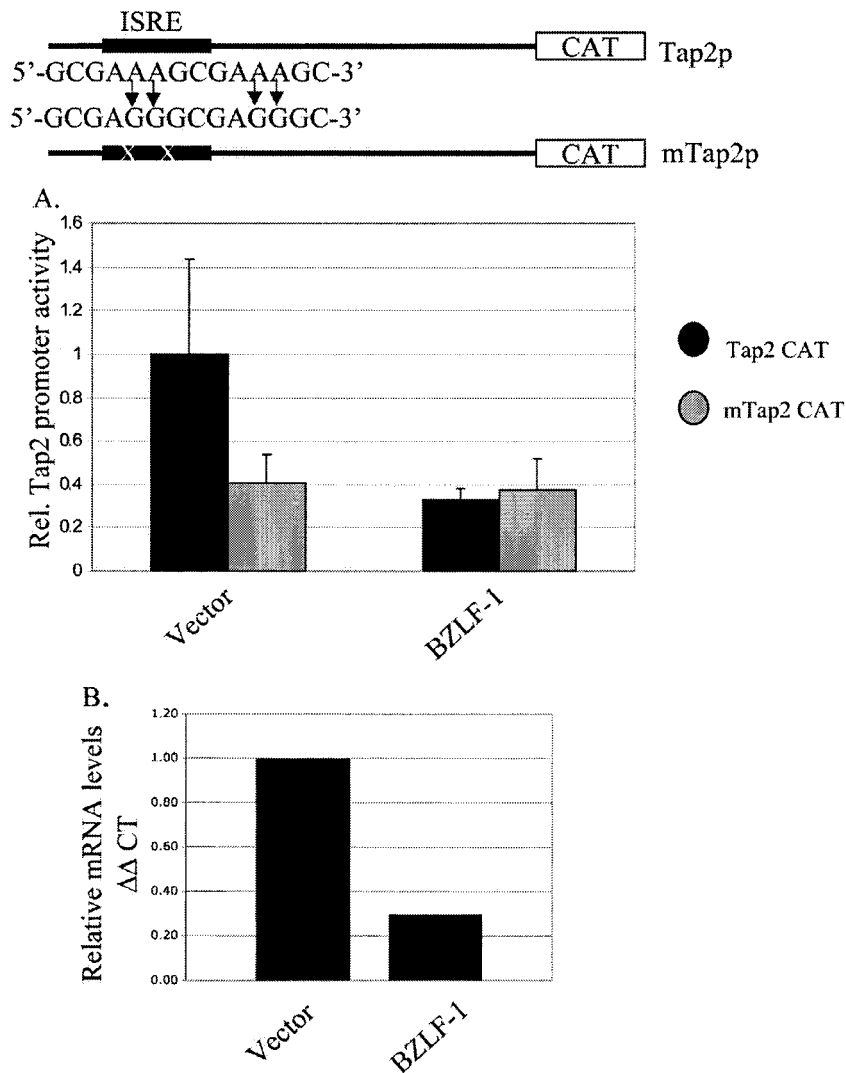 ISRE
CAT Tap2p
5'-GCGAAAGCGAAAGC-3'
5'-GCGAGGGCGAGGGC-3'
CAT mTap2p
A.
Rel. Tap2 promoter activity
1.6
1.4
1.2
1
0.8
0.6
0.4
0.2
0
Vector
BZLF-1
Tap2 CAT
mTap2 CAT
B.
Relative mRNA levels
ΔΔ CT
1.20
1.00
0.80
0.60
0.40
0.20
0.00
Vector
BZLF-1